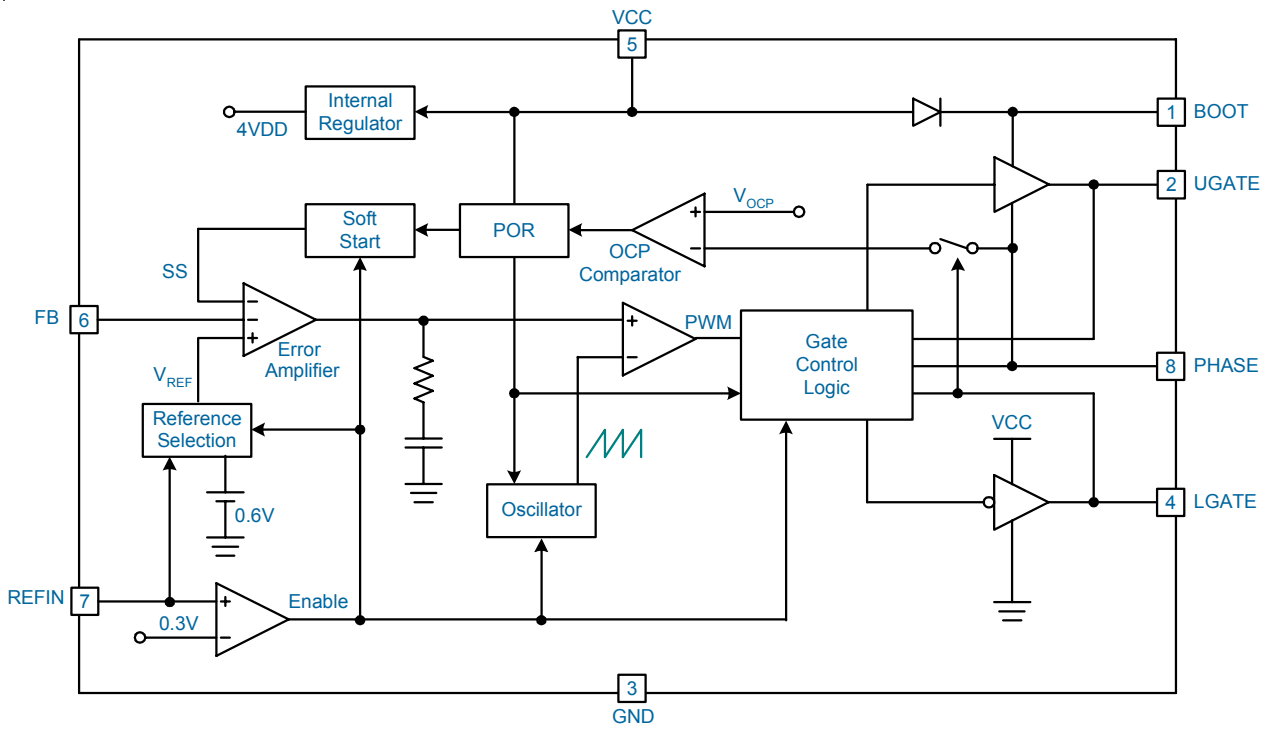 VCC
5
Internal
Regulator
4VDD
1
BOOT
2
UGATE
Soft
Start
POR
+
−
V_OCP
OCP
Comparator
SS
FB
6
−
−
+
Error
Amplifier
V_REF
+
−
PWM
Gate
Control
Logic
8
PHASE
Reference
Selection
0.6V
Oscillator
VCC
4
LGATE
REFIN
7
+
−
0.3V
Enable
3
GND